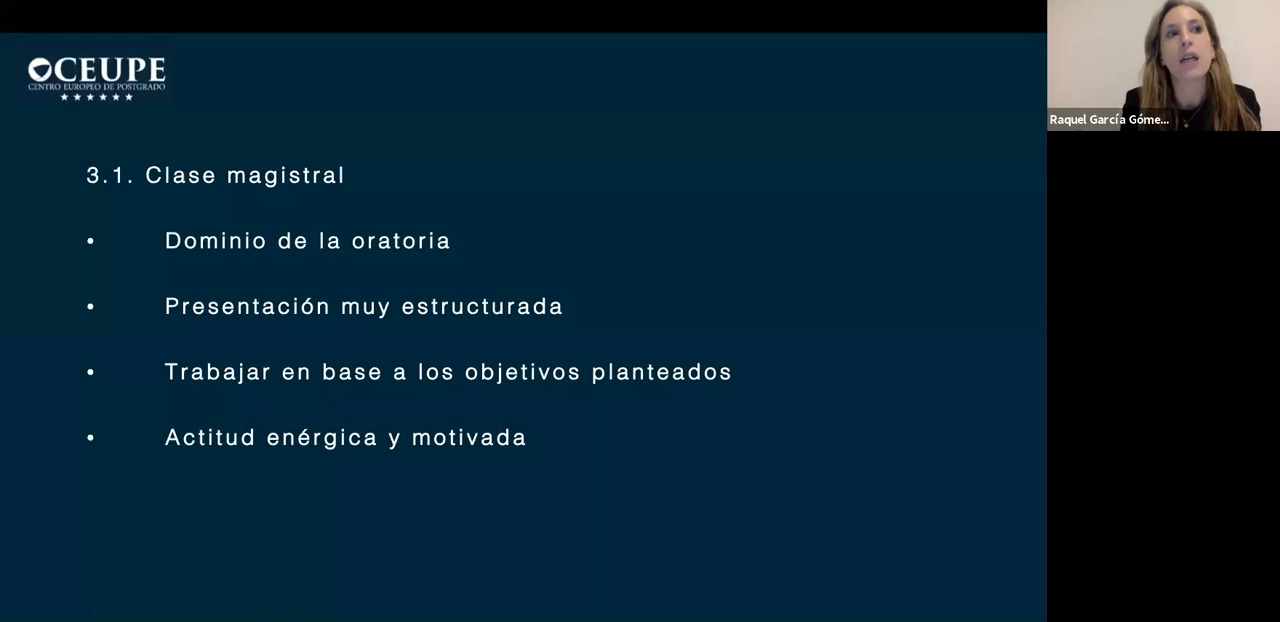 CEUPE
CENTRO EUROPEO DE POSTGRADO
3.1. Clase magistral
• Dominio de la oratoria
• Presentación muy estructurada
• Trabajar en base a los objetivos planteados
• Actitud enérgica y motivada
Raquel García Góme...